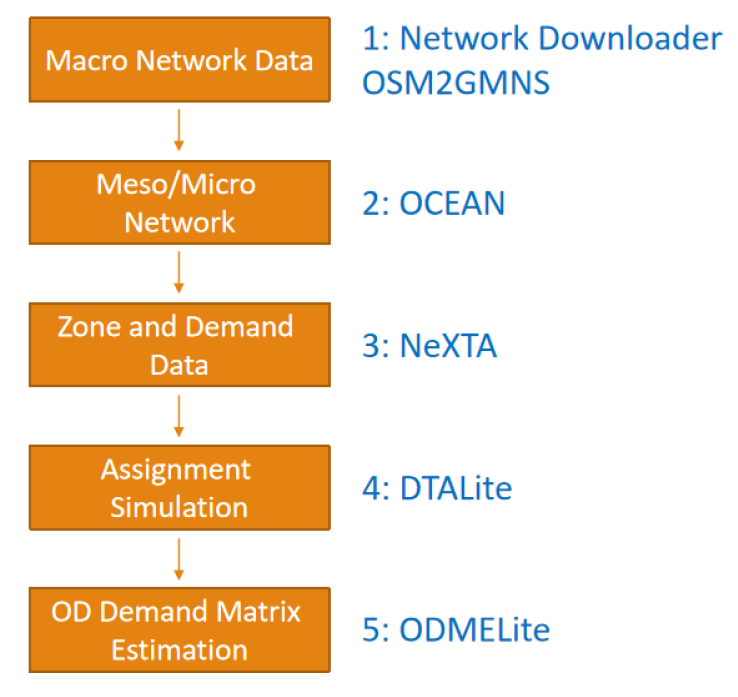 Macro Network Data
1: Network Downloader
OSM2GMNS
Meso/Micro
Network
2: OCEAN
Zone and Demand
Data
3: NeXTA
Assignment
Simulation
4: DTALite
OD Demand Matrix
Estimation
5: ODMELite